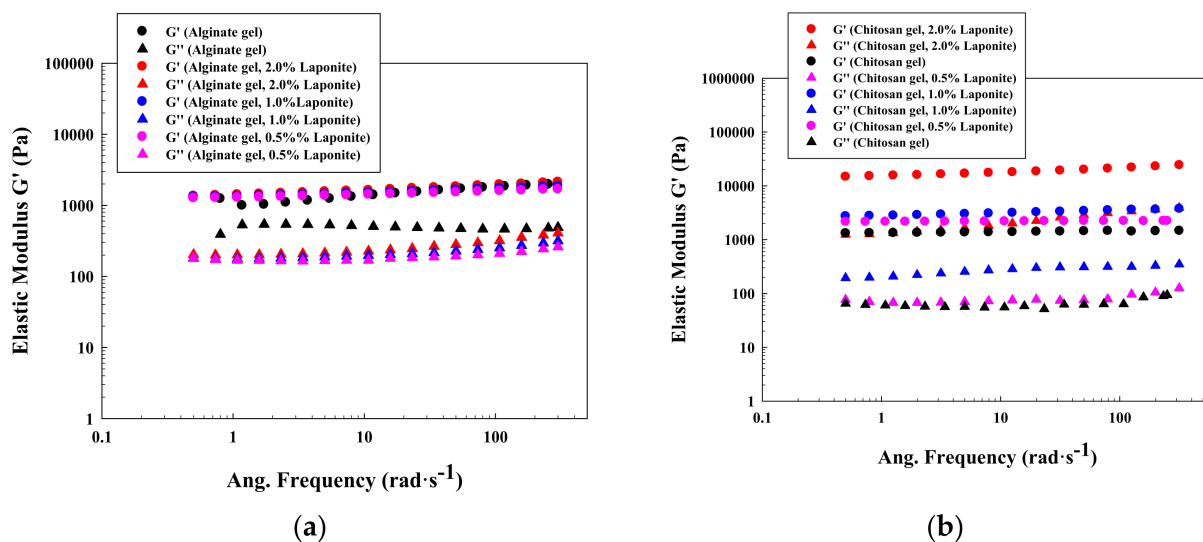 G' (Alginate gel)
G'' (Alginate gel)
G' (Alginate gel, 2.0% Laponite)
G'' (Alginate gel, 2.0% Laponite)
G' (Alginate gel, 1.0%Laponite)
G'' (Alginate gel, 1.0% Laponite)
G' (Alginate gel, 0.5%% Laponite)
G'' (Alginate gel, 0.5% Laponite)
100000
10000
1000
100
10
1
0.1
1
10
100
Elastic Modulus G' (Pa)
Ang. Frequency (rad·s-1)
(a)
G' (Chitosan gel, 2.0% Laponite)
G'' (Chitosan gel, 2.0% Laponite)
G' (Chitosan gel)
G'' (Chitosan gel, 0.5% Laponite)
G' (Chitosan gel, 1.0% Laponite)
G'' (Chitosan gel, 1.0% Laponite)
G' (Chitosan gel, 0.5% Laponite)
G'' (Chitosan gel)
1000000
100000
10000
1000
100
10
1
0.1
1
10
100
Elastic Modulus G' (Pa)
Ang. Frequency (rad·s-1)
(b)